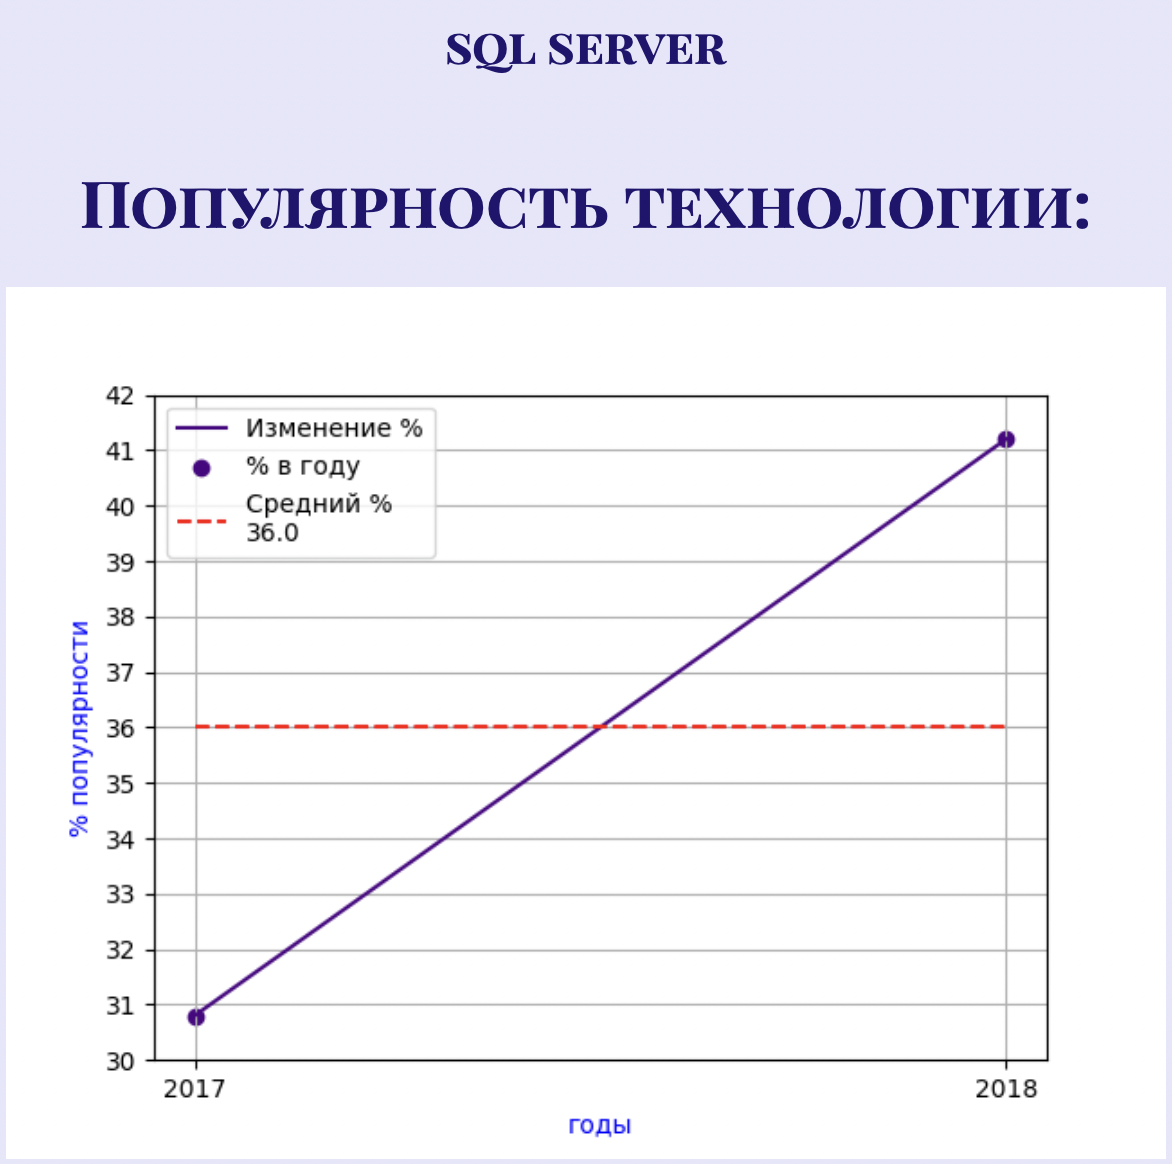 SQL SERVER
Популярность технологии:
Изменение %
% в году
Средний %
36.0
42
41
40
39
38
37
36
35
34
33
32
31
30
% популярности
2017
2018
годы